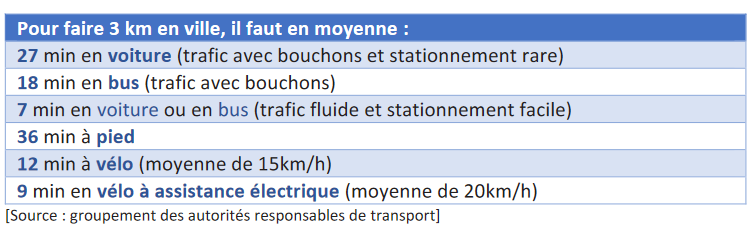 Pour faire 3 km en ville, il faut en moyenne :
27 min en voiture (trafic avec bouchons et stationnement rare)
18 min en bus (trafic avec bouchons)
7 min en voiture ou en bus (trafic fluide et stationnement facile)
36 min à pied
12 min à vélo (moyenne de 15km/h)
9 min en vélo à assistance électrique (moyenne de 20km/h)
[Source : groupement des autorités responsables de transport]